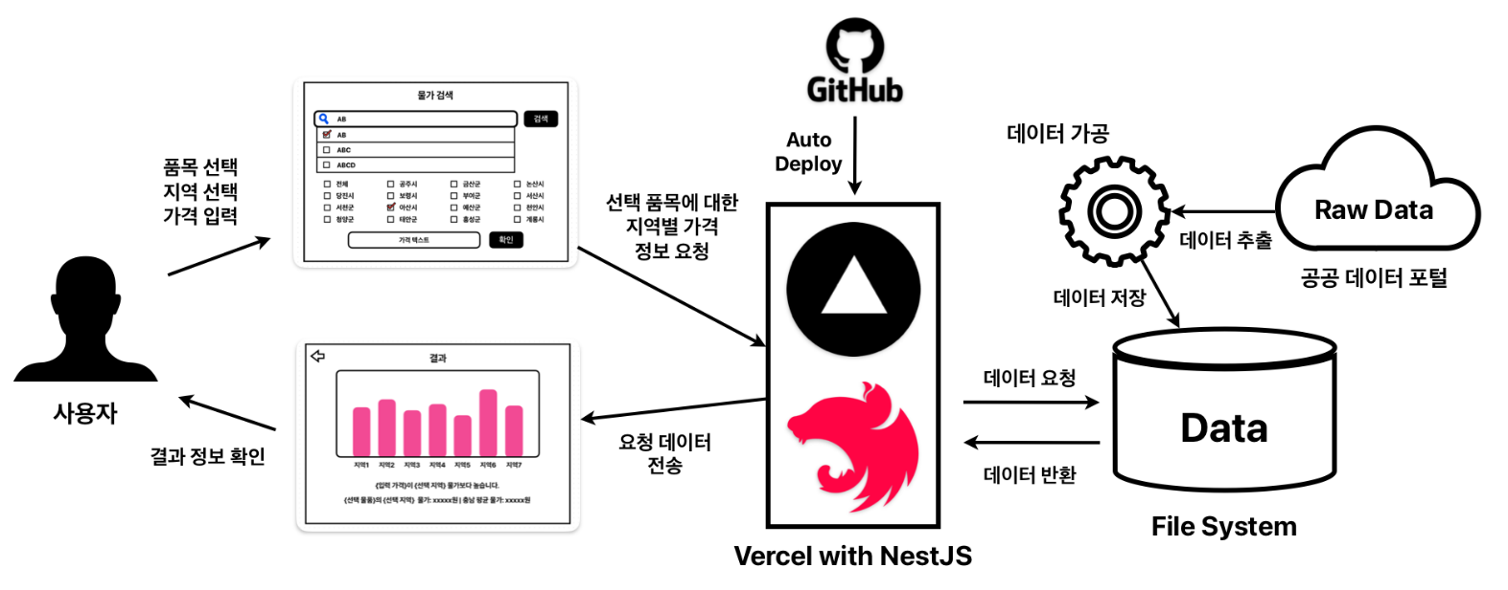 GitHub
Auto
Deploy
품목 선택
지역 선택
가격 입력
물가 검색
AB
검색
AB
ABC
ABCD
전체 공주시 금산군 논산시
당진시 보령시 부여군 서산시
서천군 아산시 예산군 천안시
청양군 태안군 홍성군 계룡시
가격 텍스트
확인
선택 품목에 대한
지역별 가격
정보 요청
데이터 가공
Raw Data
데이터 추출
공공 데이터 포털
데이터 저장
사용자
결과 정보 확인
결과
지역1 지역2 지역3 지역4 지역5 지역6 지역7
{입력 가격}이 {선택 지역} 물가보다 높습니다.
{선택 물품}의 {선택 지역} 물가: xxxxx원 | 충남 평균 물가: xxxxx원
요청 데이터
전송
Vercel with NestJS
데이터 요청
데이터 반환
Data
File System